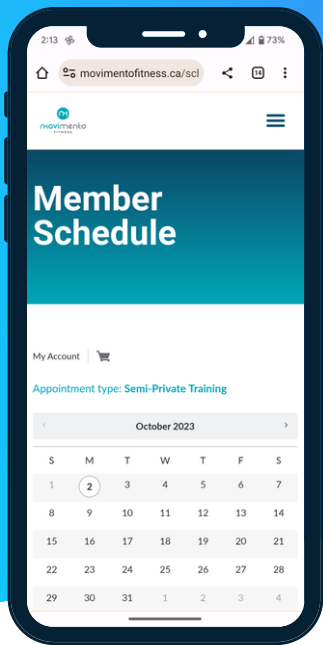 2:13 73%
movimentofitness.ca/scl 14
movimento
FITNESS
Member
Schedule
My Account
Appointment type: Semi-Private Training
October 2023
S M T W T F S
1 2 3 4 5 6 7
8 9 10 11 12 13 14
15 16 17 18 19 20 21
22 23 24 25 26 27 28
29 30 31 1 2 3 4